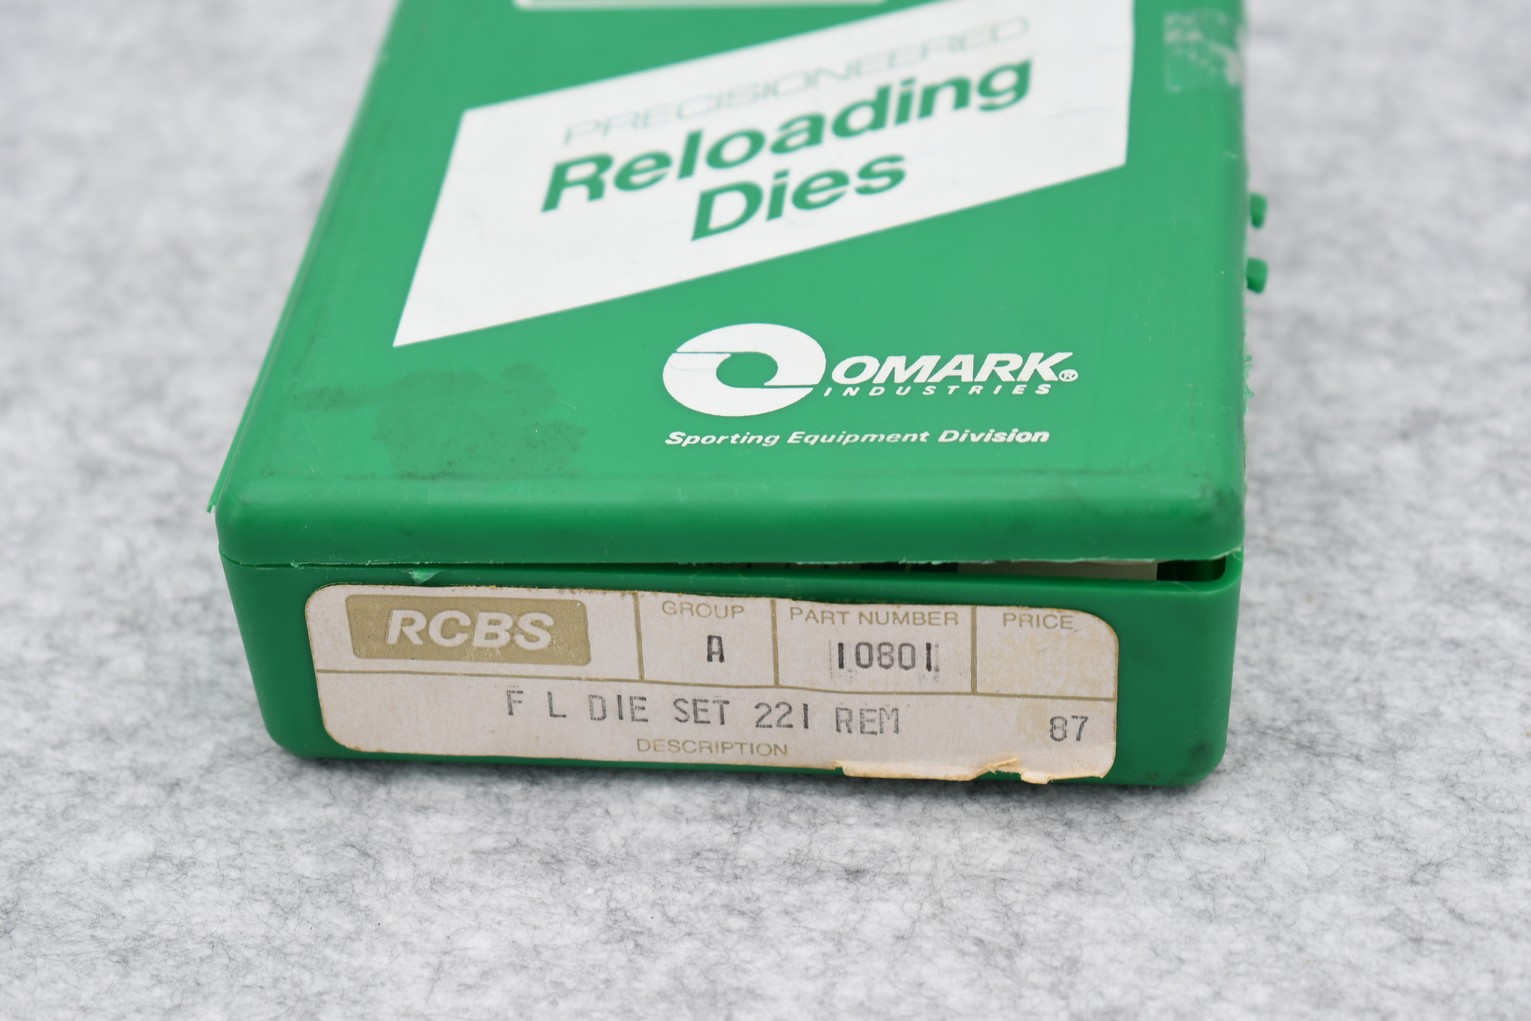 PRECISIONEERED
Reloading
Dies
OMARK®
INDUSTRIES
Sporting Equipment Division
RCBS
GROUP
A
PART NUMBER
10801
PRICE
F L DIE SET 221 REM
87
DESCRIPTION